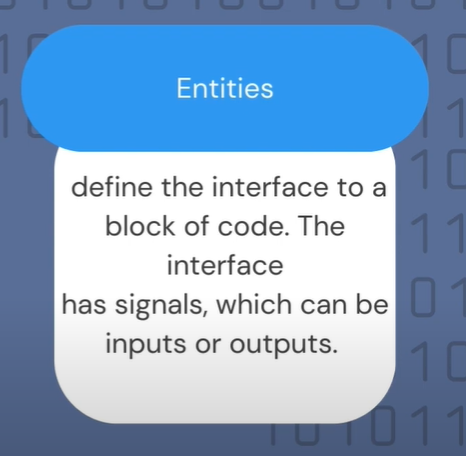 Entities
define the interface to a
block of code. The
interface
has signals, which can be
inputs or outputs.